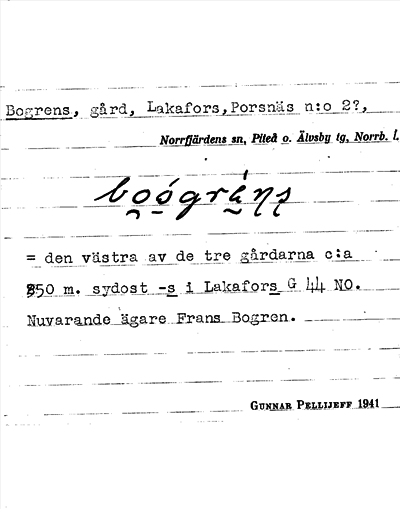 Bogrens, gård, Lakafors, Porsnäs n:o 2?,
Norrfjärdens sn, Piteå o. Älvsby tg, Norrb. l.
= den västra av de tre gårdarna c:a
850 m. sydost -s i Lakafors G 44 NO.
Nuvarande ägare Frans Bogren.
GUNNAR PELLIJEFF 1941